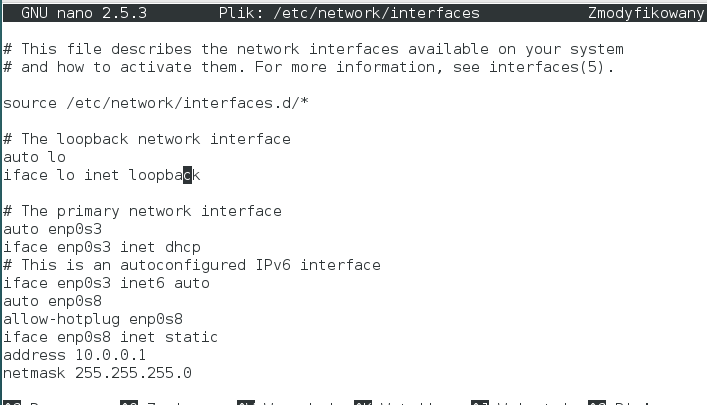 GNU nano 2.5.3 Plik: /etc/network/interfaces Zmodyfikowany
# This file describes the network interfaces available on your system
# and how to activate them. For more information, see interfaces(5).
source /etc/network/interfaces.d/*
# The loopback network interface
auto lo
iface lo inet loopback
# The primary network interface
auto enp0s3
iface enp0s3 inet dhcp
# This is an autoconfigured IPv6 interface
iface enp0s3 inet6 auto
auto enp0s8
allow-hotplug enp0s8
iface enp0s8 inet static
address 10.0.0.1
netmask 255.255.255.0